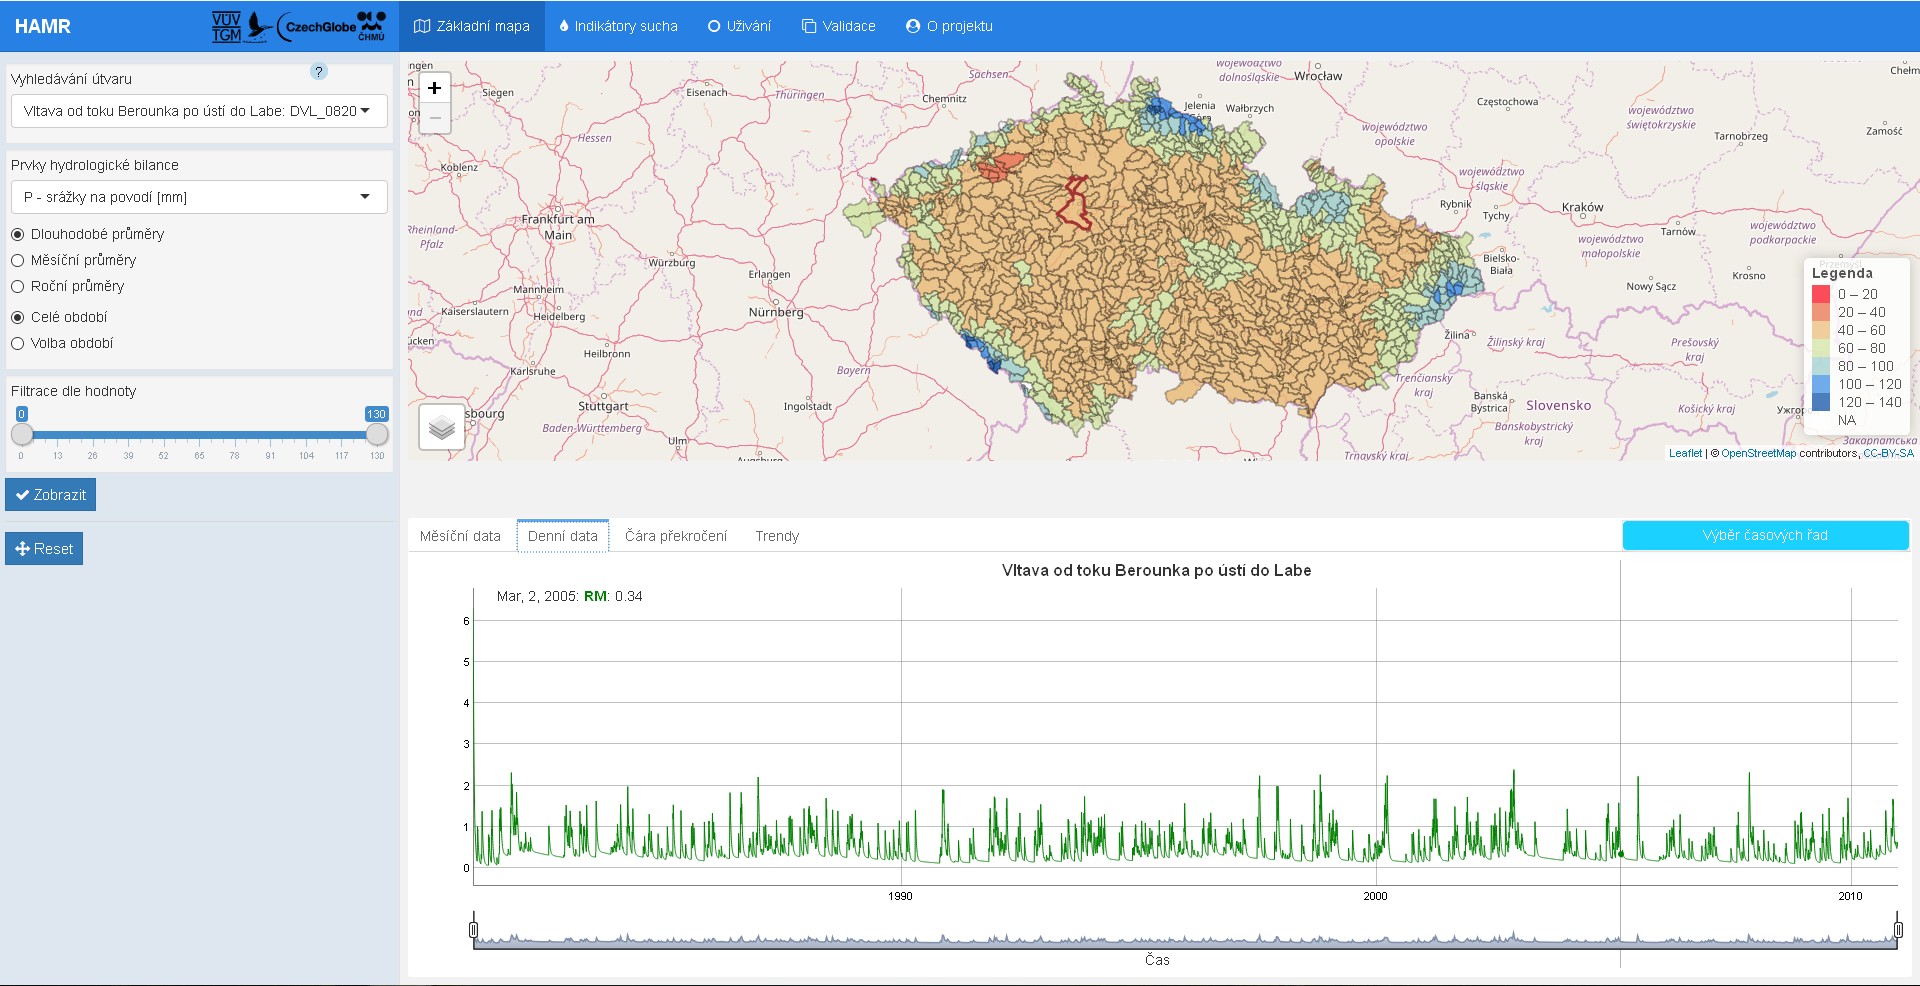 HAMR
VÚV
TGM
CzechGlobe
ČHMÚ
Základní mapa
Indikátory sucha
Užívání
Validace
O projektu
Vyhledávání útvaru
?
Vltava od toku Berounka po ústí do Labe: DVL_0820
Prvky hydrologické bilance
P - srážky na povodí [mm]
Dlouhodobé průměry
Měsíční průměry
Roční průměry
Celé období
Volba období
Filtrace dle hodnoty
0 130
0 13 26 39 52 65 78 91 104 117 130
Zobrazit
Reset
+
−
Siegen
Eisenach
Thüringen
Sachsen
Chemnitz
województwo
dolnośląskie
Wrocław
Jelenia
Góra
Wałbrzych
Częstochowa
województwo
opolskie
województwo
świętokrzyskie
Tarnobrzeg
Zamość
Chełm
Hessen
Koblenz
Rheinland-
Pfalz
Frankfurt am
Main
Würzburg
Erlangen
Mannheim
Kaiserslautern
Heidelberg
Nürnberg
Heilbronn
Karlsruhe
Bayern
Stuttgart
Ingolstadt
Baden-Württemberg
Ulm
Augsburg
województwo
śląskie
Rybnik
Tychy
Kraków
Tarnów
województwo
małopolskie
województwo
podkarpackie
Bielsko-
Biała
Nowy Sącz
Krosno
Przemyśl
Žilina
Žilinský kraj
Prešovský
kraj
Trenčiansky
kraj
Banská
Bystrica
Slovensko
Banskobystrický
kraj
Košický kraj
Trnavský kraj
Закарпатська
Legenda
0 – 20
20 – 40
40 – 60
60 – 80
80 – 100
100 – 120
120 – 140
NA
Leaflet | © OpenStreetMap contributors, CC-BY-SA
Měsíční data
Denní data
Čára překročení
Trendy
Výběr časových řad
Vltava od toku Berounka po ústí do Labe
Mar, 2, 2005: RM: 0.34
6
5
4
3
2
1
0
1990 2000 2010
Čas